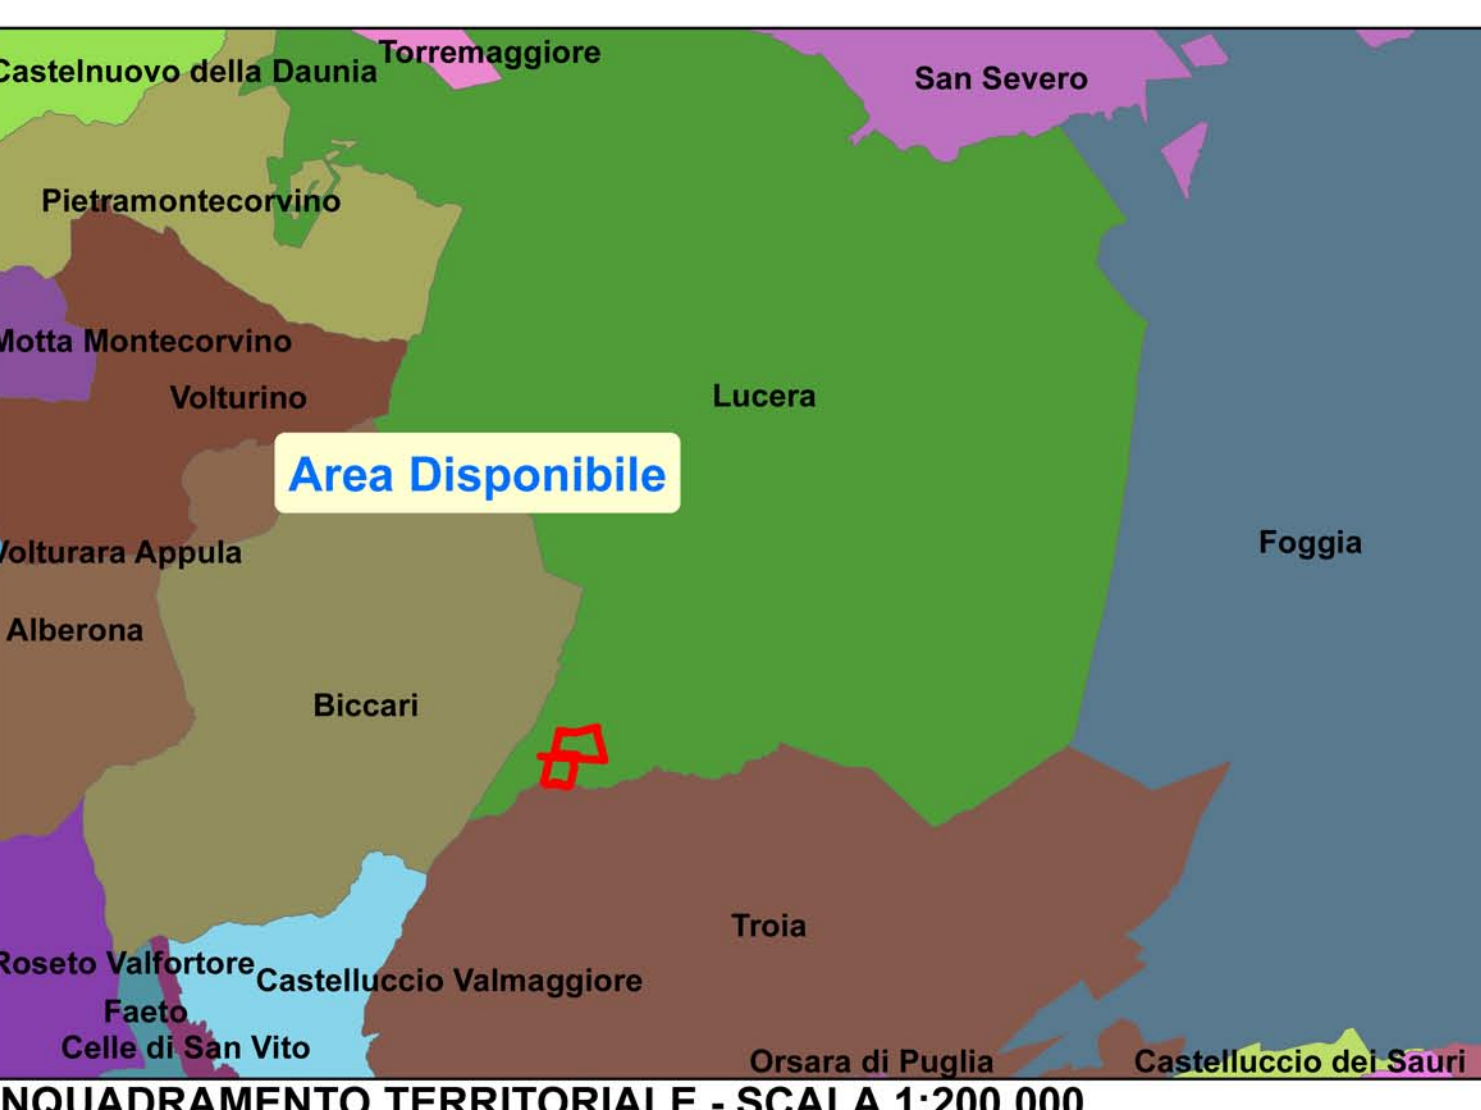 Torremaggiore
Castelnuovo della Daunia
San Severo
Pietramontecorvino
Motta Montecorvino
Volturino
Lucera
Area Disponibile
Foggia
Volturara Appula
Alberona
Biccari
Troia
Roseto Valfortore
Castelluccio Valmaggiore
Faeto
Celle di San Vito
Orsara di Puglia
Castelluccio dei Sauri
NQUADRAMENTO TERRITORIALE - SCALA 1:200.000